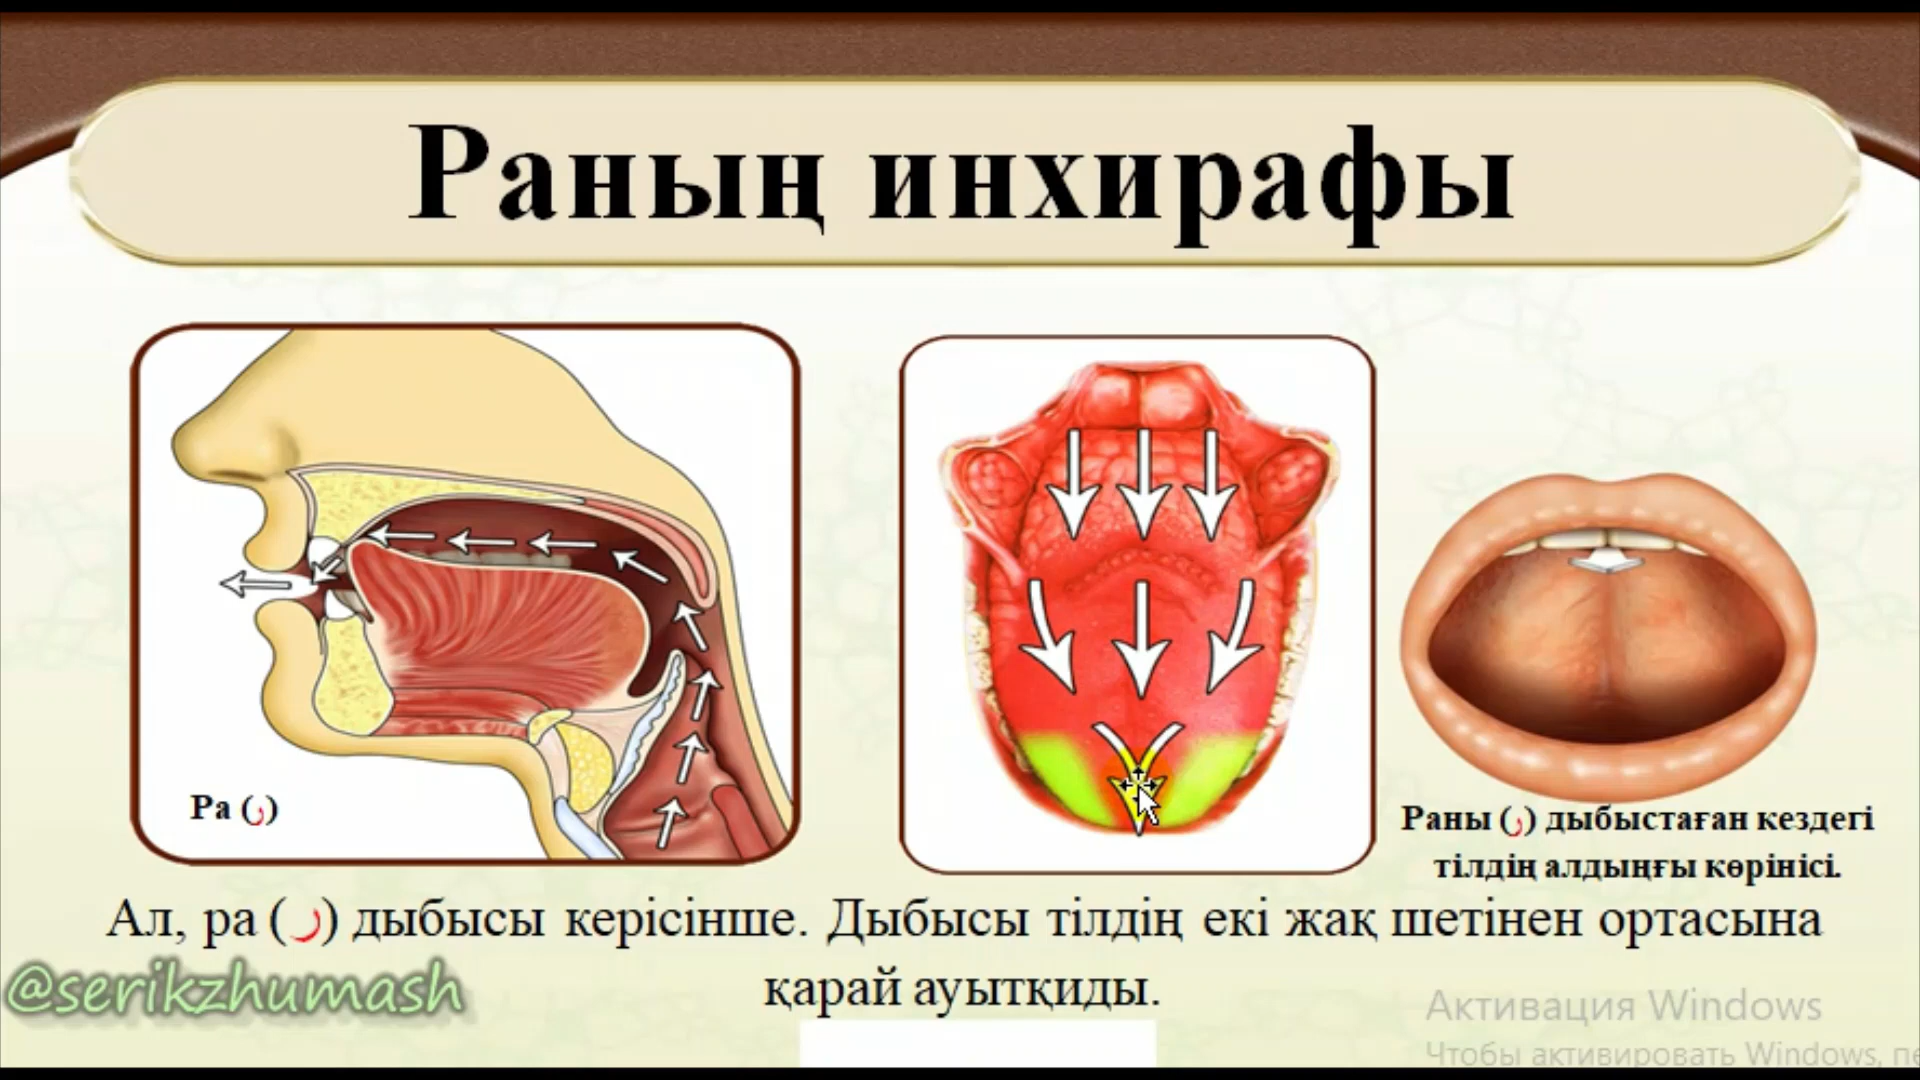 Раның инхирафы
Ра (ر)
Раны (ر) дыбыстаған кездегі
тілдің алдыңғы көрінісі.
Ал, ра (ر) дыбысы керісінше. Дыбысы тілдің екі жақ шетінен ортасына
қарай ауытқиды.
@serikzhumash
Активация Windows
Чтобы активировать Windows,